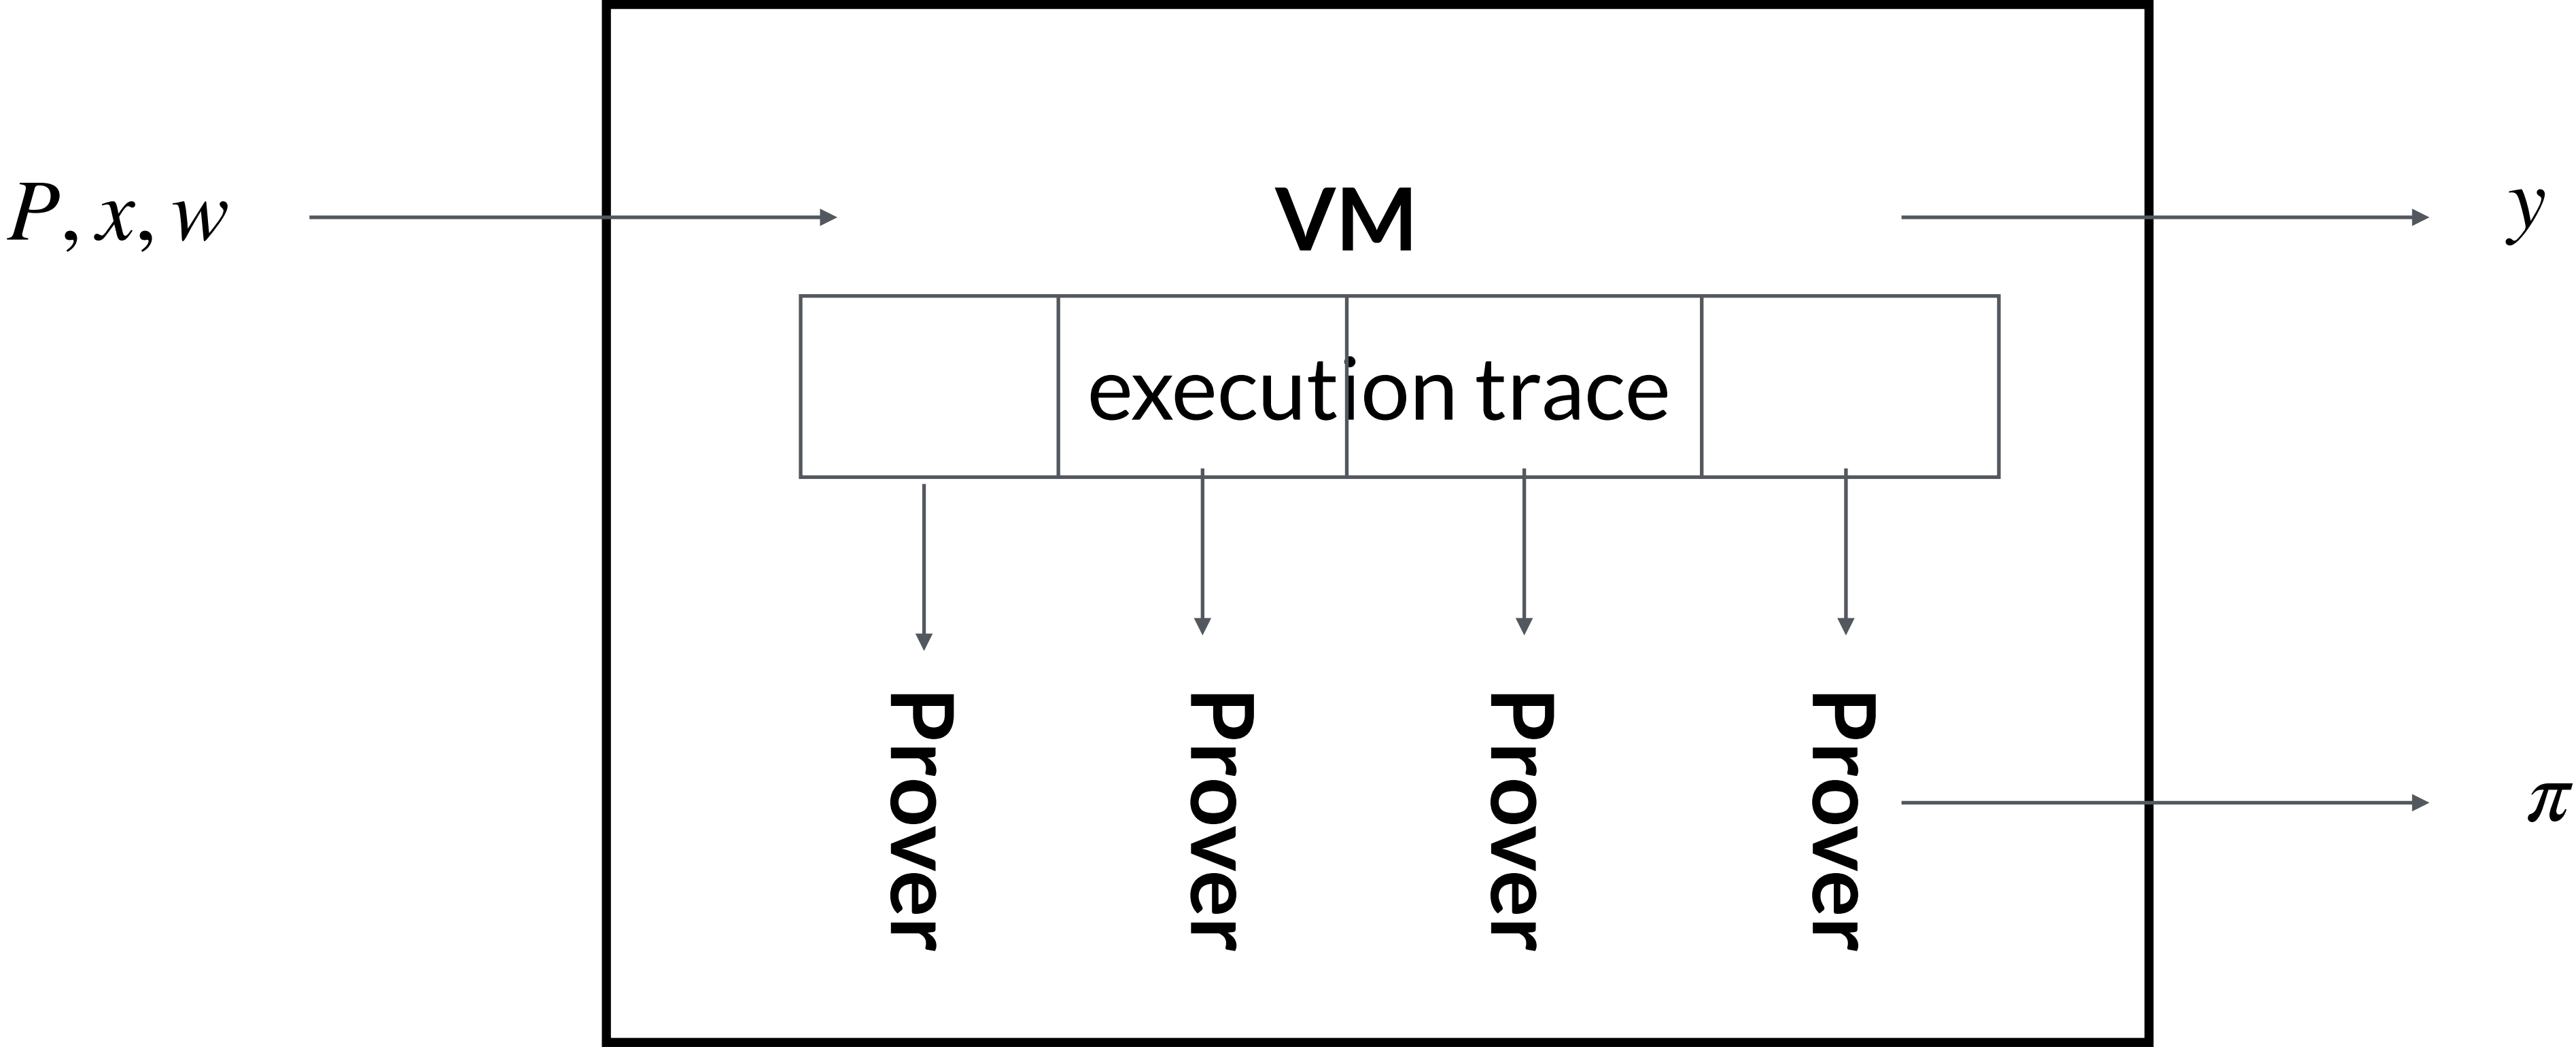 P, x, w
VM
y
execution trace
Prover
Prover
Prover
Prover
π